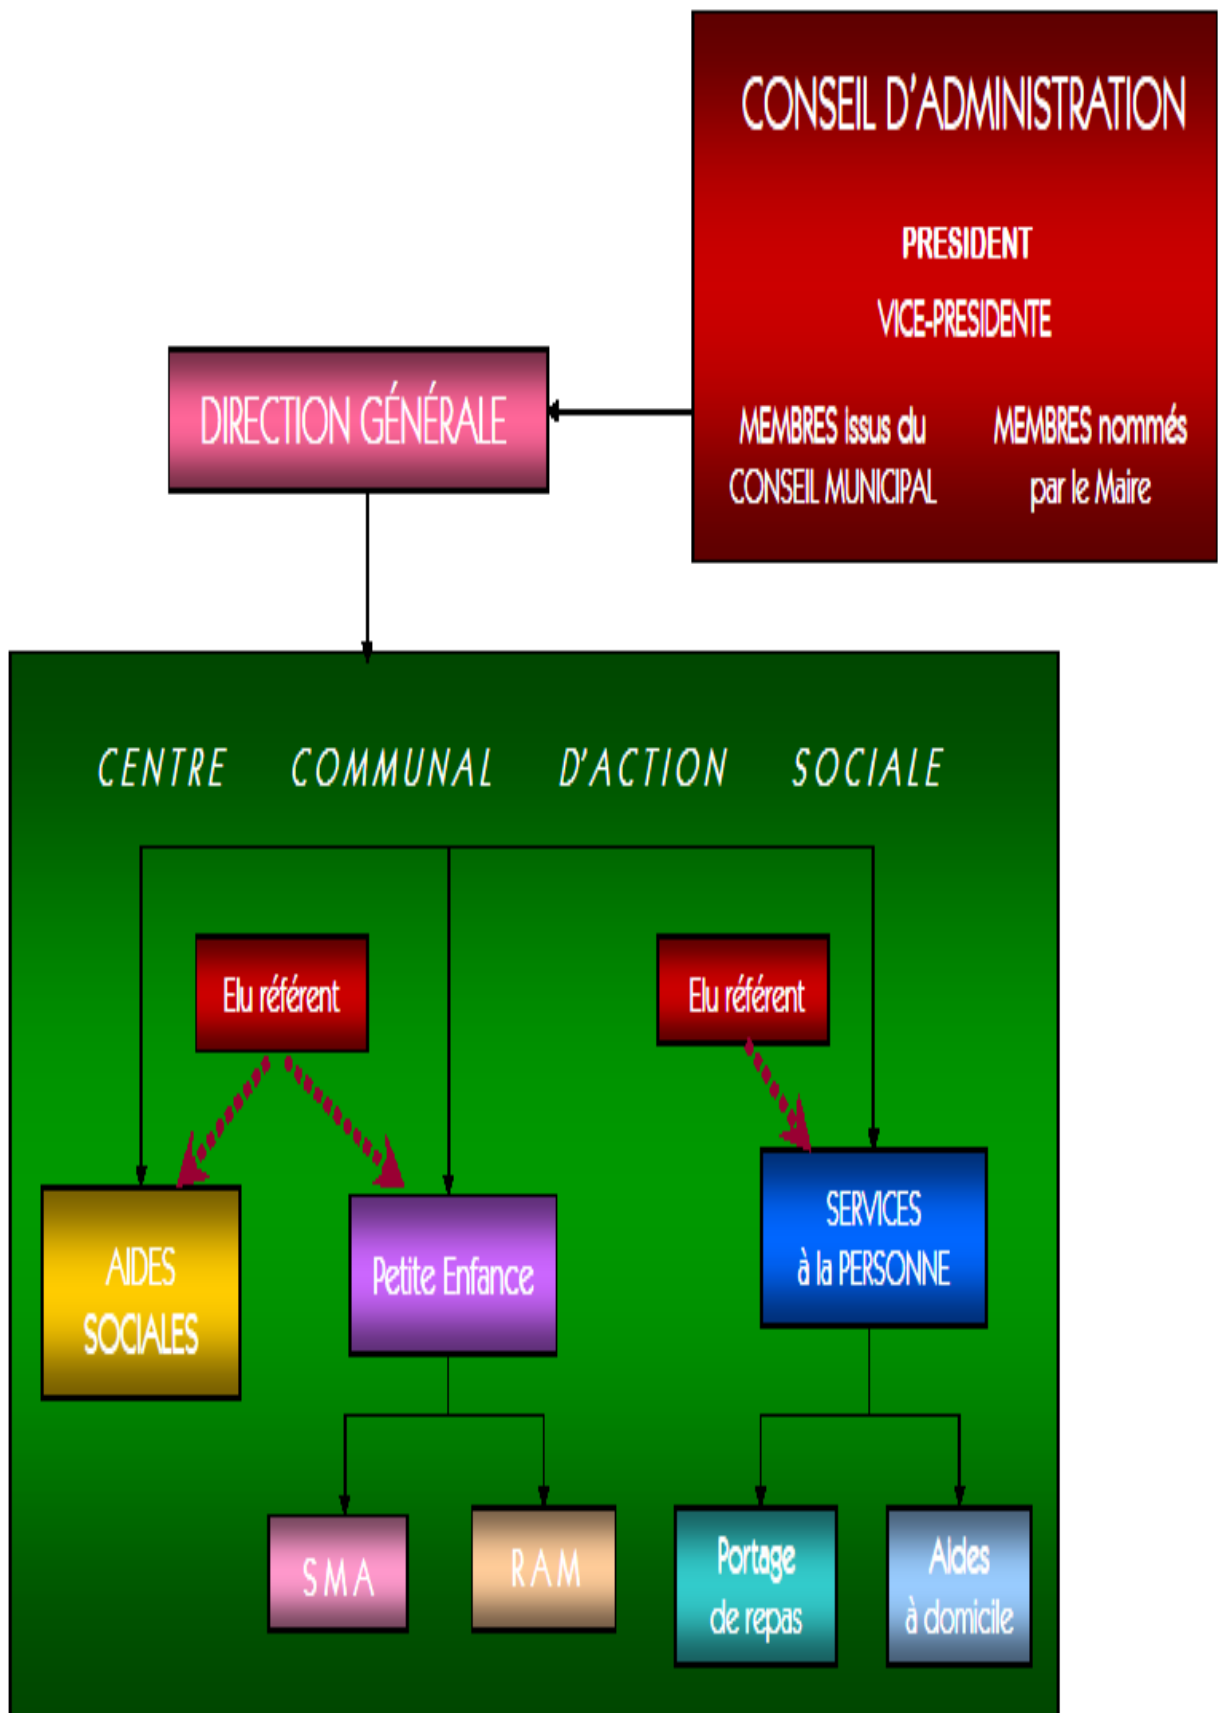 CONSEIL D'ADMINISTRATION
PRESIDENT
VICE-PRESIDENTE
MEMBRES issus du
CONSEIL MUNICIPAL
MEMBRES nommés
par le Maire
DIRECTION GÉNÉRALE
CENTRE COMMUNAL D'ACTION SOCIALE
Elu référent
Elu référent
AIDES
SOCIALES
Petite Enfance
SERVICES
à la PERSONNE
SMA
RAM
Portage
de repas
Aides
à domicile